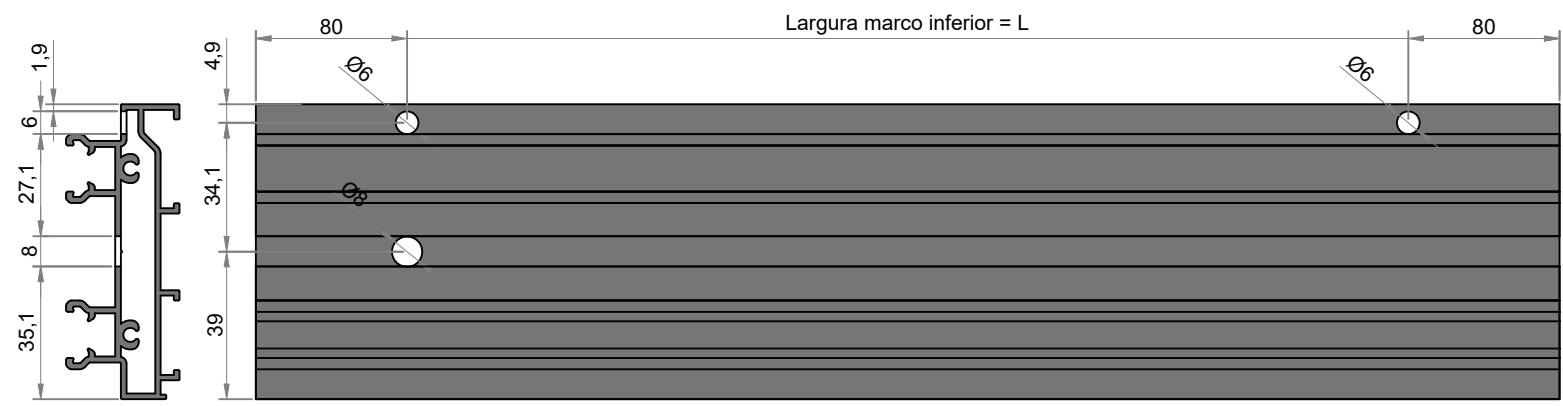 80
Largura marco inferior = L
80
1,9
4,9
Ø6
Ø6
6
27,1
34,1
Ø8
8
35,1
39